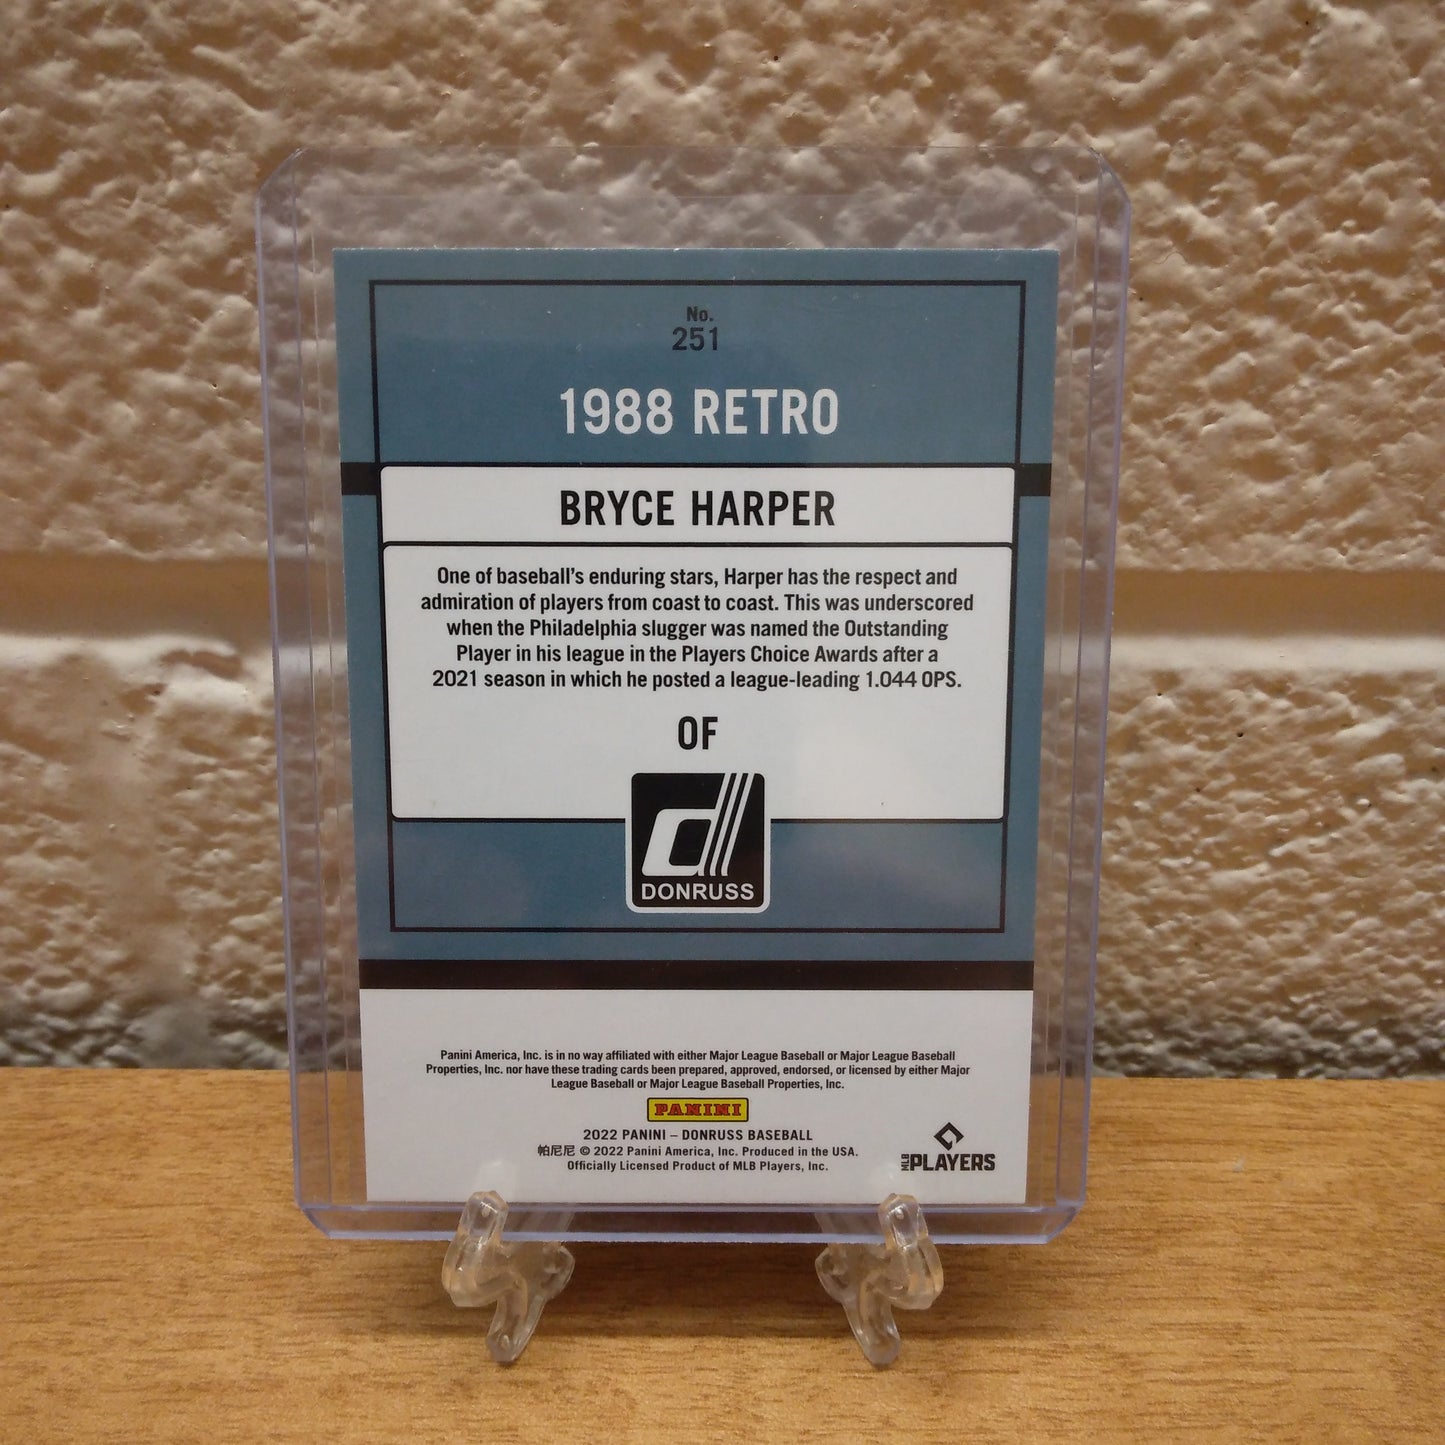 No.
251
1988 RETRO
BRYCE HARPER
One of baseball's enduring stars, Harper has the respect and
admiration of players from coast to coast. This was underscored
when the Philadelphia slugger was named the Outstanding
Player in his league in the Players Choice Awards after a
2021 season in which he posted a league-leading 1.044 OPS.
OF
d
DONRUSS
Panini America, Inc. is in no way affiliated with either Major League Baseball or Major League Baseball
Properties, Inc. nor have these trading cards been prepared, approved, endorsed, or licensed by either Major
League Baseball or Major League Baseball Properties, Inc.
PANINI
2022 PANINI – DONRUSS BASEBALL
帕尼尼 © 2022 Panini America, Inc. Produced in the USA.
Officially Licensed Product of MLB Players, Inc.
MLB PLAYERS